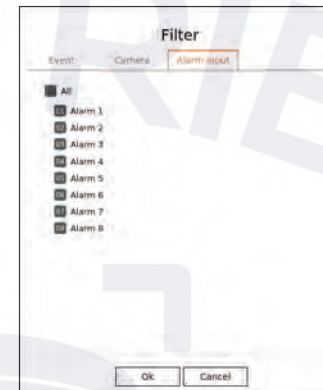 Filter
Event Camera Alarm input
All
01 Alarm 1
02 Alarm 2
03 Alarm 3
04 Alarm 4
05 Alarm 5
06 Alarm 6
07 Alarm 7
08 Alarm 8
Ok Cancel